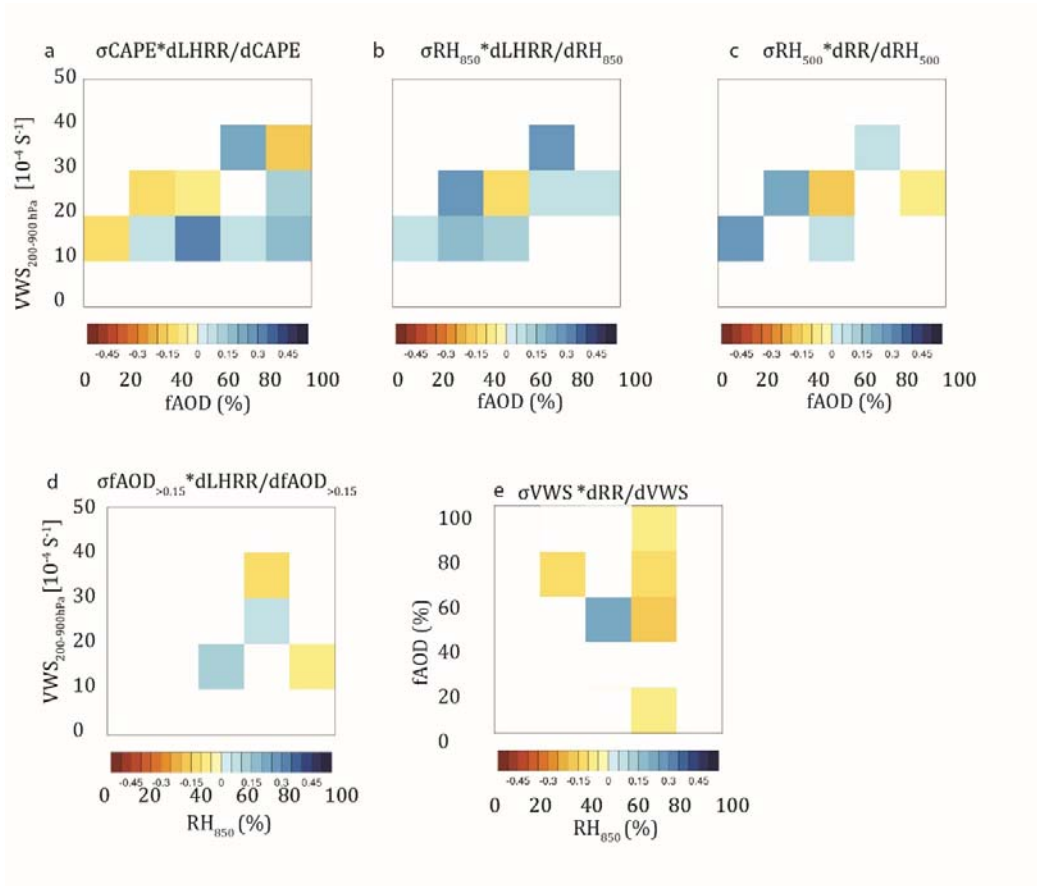 a σCAPE*dLHRR/dCAPE
b σRH850*dLHRR/dRH850
c σRH500*dRR/dRH500
VWS200-900 hPa [10-4 S-1]
50
40
30
20
10
0
-0.45 -0.3 -0.15 0 0.15 0.3 0.45
-0.45 -0.3 -0.15 0 0.15 0.3 0.45
-0.45 -0.3 -0.15 0 0.15 0.3 0.45
0 20 40 60 80 100
0 20 40 60 80 100
0 20 40 60 80 100
fAOD (%)
fAOD (%)
fAOD (%)
d σfAOD>0.15*dLHRR/dfAOD>0.15
e σVWS *dRR/dVWS
VWS200-900hPa [10-4 S-1]
50
40
30
20
10
0
fAOD (%)
100
80
60
40
20
0
-0.45 -0.3 -0.15 0 0.15 0.3 0.45
-0.45 -0.3 -0.15 0 0.15 0.3 0.45
0 20 40 60 80 100
0 20 40 60 80 100
RH850 (%)
RH850 (%)